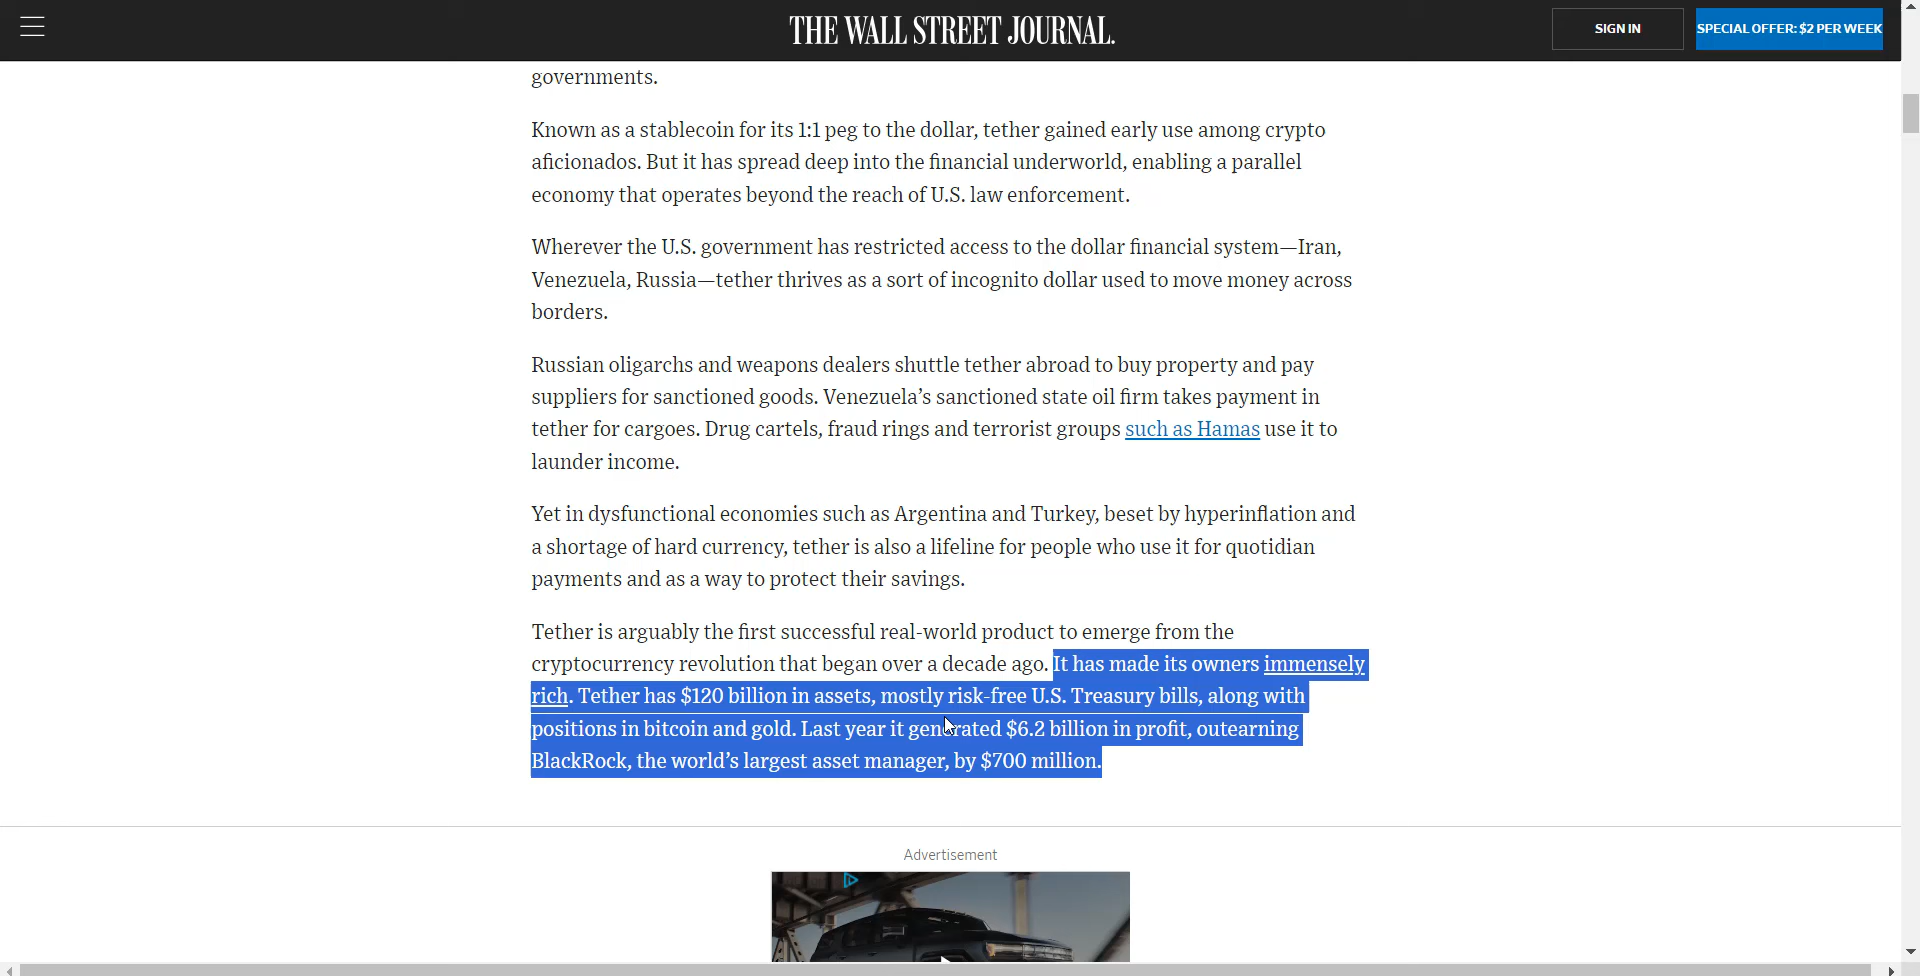 THE WALL STREET JOURNAL.
SIGN IN
SPECIAL OFFER: $2 PER WEEK
governments.
Known as a stablecoin for its 1:1 peg to the dollar, tether gained early use among crypto
aficionados. But it has spread deep into the financial underworld, enabling a parallel
economy that operates beyond the reach of U.S. law enforcement.
Wherever the U.S. government has restricted access to the dollar financial system—Iran,
Venezuela, Russia—tether thrives as a sort of incognito dollar used to move money across
borders.
Russian oligarchs and weapons dealers shuttle tether abroad to buy property and pay
suppliers for sanctioned goods. Venezuela’s sanctioned state oil firm takes payment in
tether for cargoes. Drug cartels, fraud rings and terrorist groups such as Hamas use it to
launder income.
Yet in dysfunctional economies such as Argentina and Turkey, beset by hyperinflation and
a shortage of hard currency, tether is also a lifeline for people who use it for quotidian
payments and as a way to protect their savings.
Tether is arguably the first successful real-world product to emerge from the
cryptocurrency revolution that began over a decade ago. It has made its owners immensely
rich. Tether has $120 billion in assets, mostly risk-free U.S. Treasury bills, along with
positions in bitcoin and gold. Last year it generated $6.2 billion in profit, outearning
BlackRock, the world’s largest asset manager, by $700 million.
Advertisement